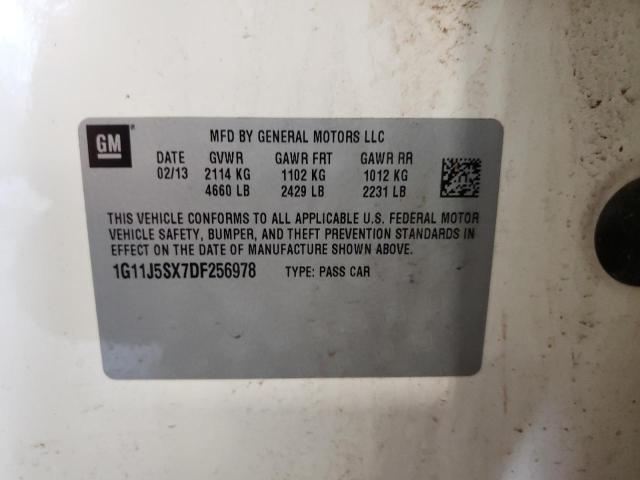 GM
MFD BY GENERAL MOTORS LLC
DATE GVWR GAWR FRT GAWR RR
02/13 2114 KG 1102 KG 1012 KG
4660 LB 2429 LB 2231 LB
THIS VEHICLE CONFORMS TO ALL APPLICABLE U.S. FEDERAL MOTOR
VEHICLE SAFETY, BUMPER, AND THEFT PREVENTION STANDARDS IN
EFFECT ON THE DATE OF MANUFACTURE SHOWN ABOVE.
1G11J5SX7DF256978 TYPE: PASS CAR